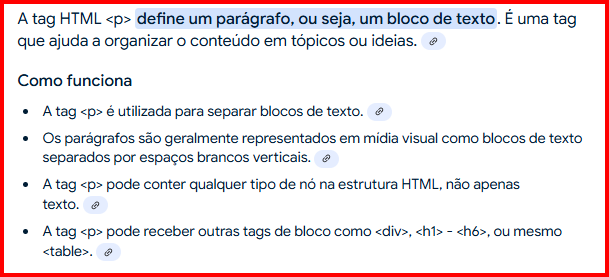 A tag HTML <p> define um parágrafo, ou seja, um bloco de texto. É uma tag
que ajuda a organizar o conteúdo em tópicos ou ideias.
Como funciona
• A tag <p> é utilizada para separar blocos de texto.
• Os parágrafos são geralmente representados em mídia visual como blocos de texto
separados por espaços brancos verticais.
• A tag <p> pode conter qualquer tipo de nó na estrutura HTML, não apenas
texto.
• A tag <p> pode receber outras tags de bloco como <div>, <h1> - <h6>, ou mesmo
<table>.